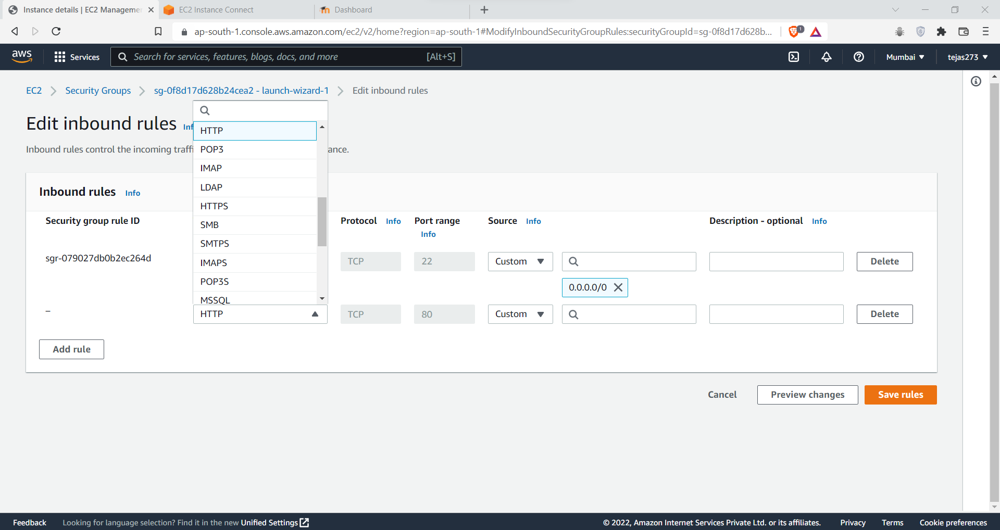 Instance details | EC2 Managemen
EC2 Instance Connect
Dashboard
ap-south-1.console.aws.amazon.com/ec2/v2/home?region=ap-south-1#ModifyInboundSecurityGroupRules:securityGroupId=sg-0f8d17d628b...
1
aws
Services
Search for services, features, blogs, docs, and more
[Alt+S]
Mumbai
tejas273
EC2
Security Groups
sg-0f8d17d628b24cea2 - launch-wizard-1
Edit inbound rules
Edit inbound rules
Inf
Inbound rules control the incoming traffi
ance.
HTTP
POP3
IMAP
LDAP
HTTPS
SMB
SMTPS
IMAPS
POP3S
MSSQL
Inbound rules Info
Security group rule ID
Protocol Info
Port range
Info
Source Info
Description - optional Info
sgr-079027db0b2ec264d
TCP
22
Custom
Delete
0.0.0.0/0
–
HTTP
TCP
80
Custom
Delete
Add rule
Cancel
Preview changes
Save rules
Feedback
Looking for language selection? Find it in the new Unified Settings
© 2022, Amazon Internet Services Private Ltd. or its affiliates.
Privacy
Terms
Cookie preferences